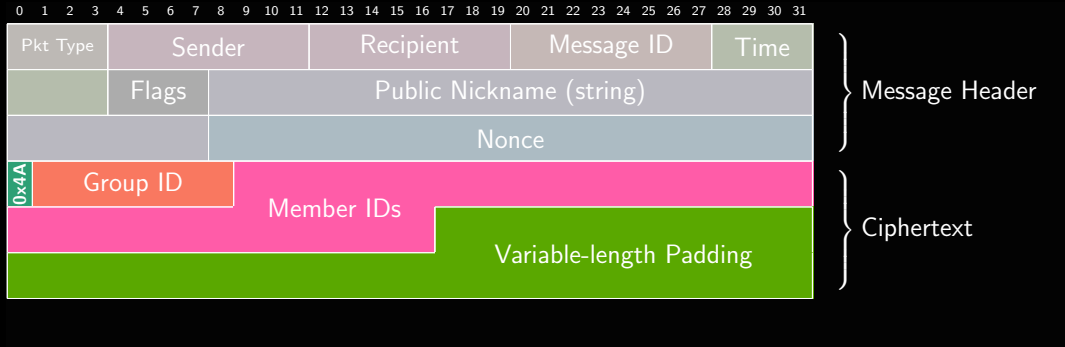 0 1 2 3 4 5 6 7 8 9 10 11 12 13 14 15 16 17 18 19 20 21 22 23 24 25 26 27 28 29 30 31
Pkt Type Sender Recipient Message ID Time
Flags Public Nickname (string) Message Header
Nonce
0x4A Group ID
Member IDs
Ciphertext
Variable-length Padding